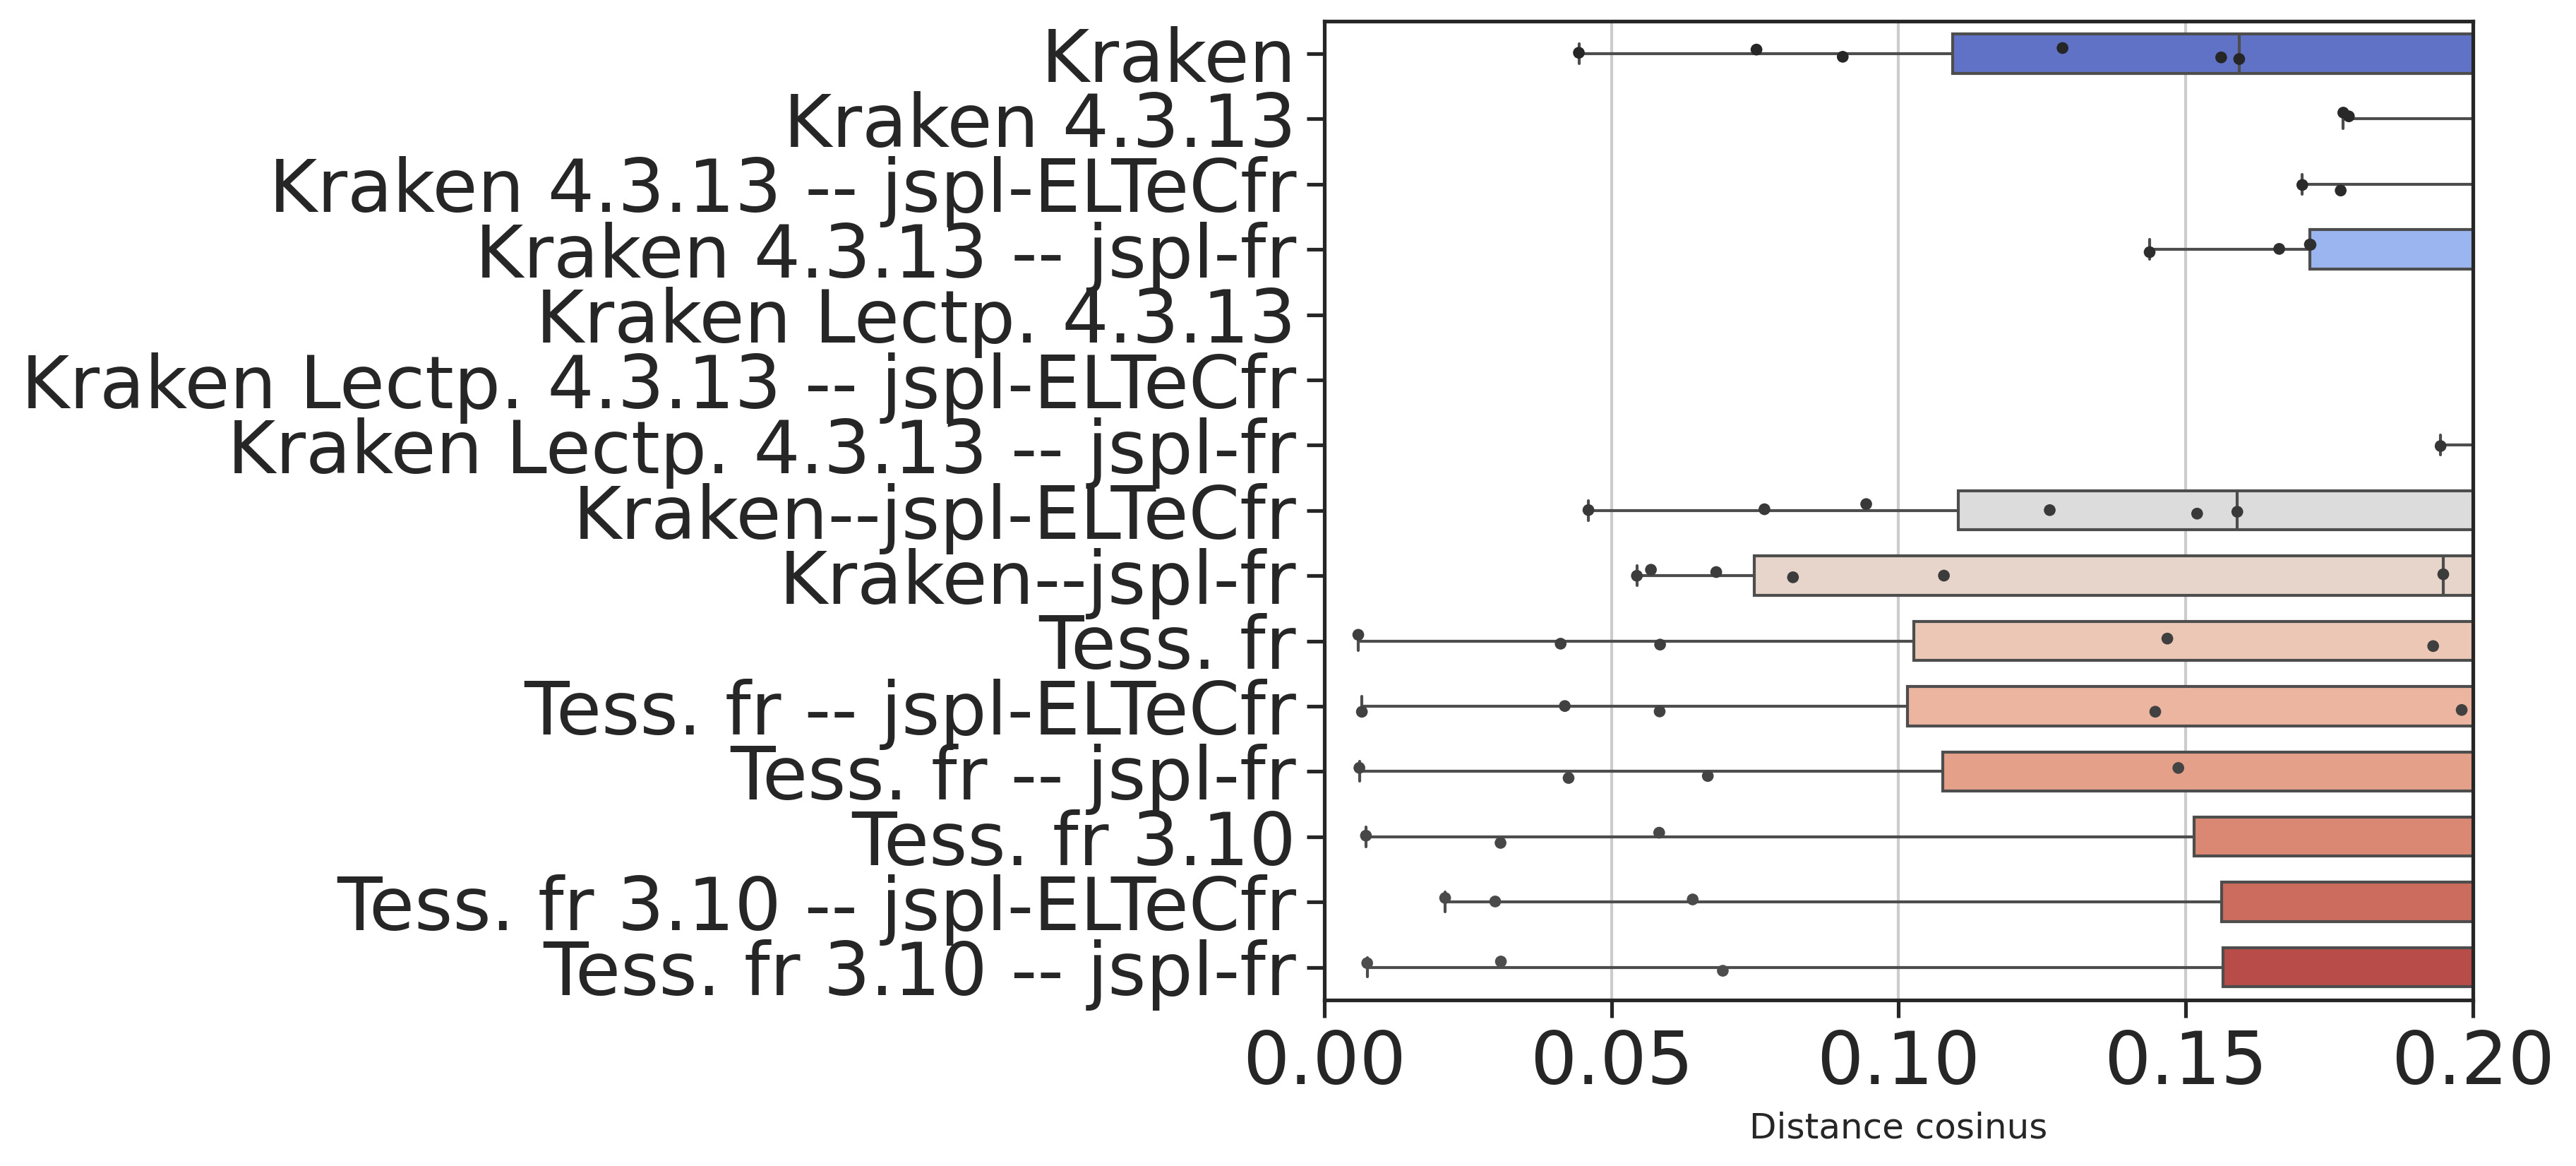 Kraken
Kraken 4.3.13
Kraken 4.3.13 -- jspl-ELTeCfr
Kraken 4.3.13 -- jspl-fr
Kraken Lectp. 4.3.13
Kraken Lectp. 4.3.13 -- jspl-ELTeCfr
Kraken Lectp. 4.3.13 -- jspl-fr
Kraken--jspl-ELTeCfr
Kraken--jspl-fr
Tess. fr
Tess. fr -- jspl-ELTeCfr
Tess. fr -- jspl-fr
Tess. fr 3.10
Tess. fr 3.10 -- jspl-ELTeCfr
Tess. fr 3.10 -- jspl-fr
0.00 0.05 0.10 0.15 0.20
Distance cosinus